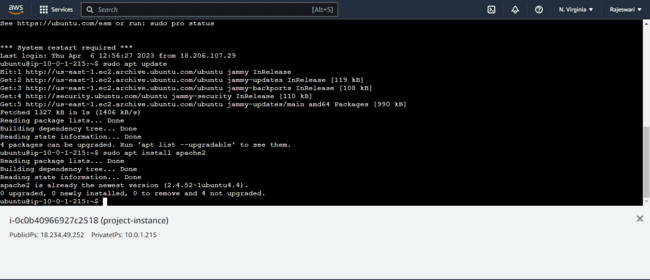 aws
Services
Search
[Alt+S]
N. Virginia
Rajeswari
See https://ubuntu.com/esm or run: sudo pro status
*** System restart required ***
Last login: Thu Apr  6 12:56:27 2023 from 18.206.107.29
ubuntu@ip-10-0-1-215:~$ sudo apt update
Hit:1 http://us-east-1.ec2.archive.ubuntu.com/ubuntu jammy InRelease
Get:2 http://us-east-1.ec2.archive.ubuntu.com/ubuntu jammy-updates InRelease [119 kB]
Get:3 http://us-east-1.ec2.archive.ubuntu.com/ubuntu jammy-backports InRelease [108 kB]
Get:4 http://security.ubuntu.com/ubuntu jammy-security InRelease [110 kB]
Get:5 http://us-east-1.ec2.archive.ubuntu.com/ubuntu jammy-updates/main amd64 Packages [990 kB]
Fetched 1327 kB in 1s (1406 kB/s)
Reading package lists... Done
Building dependency tree... Done
Reading state information... Done
4 packages can be upgraded. Run 'apt list --upgradable' to see them.
ubuntu@ip-10-0-1-215:~$ sudo apt install apache2
Reading package lists... Done
Building dependency tree... Done
Reading state information... Done
apache2 is already the newest version (2.4.52-1ubuntu4.4).
0 upgraded, 0 newly installed, 0 to remove and 4 not upgraded.
ubuntu@ip-10-0-1-215:~$
i-0c0b40966927c2518 (project-instance)
PublicIPs: 18.234.49.252 PrivateIPs: 10.0.1.215